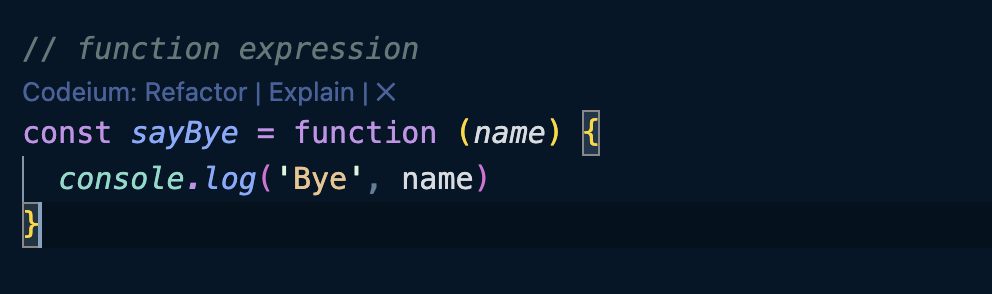 // function expression
Codeium: Refactor | Explain | ✕
const sayBye = function (name) {
  console.log('Bye', name)
}